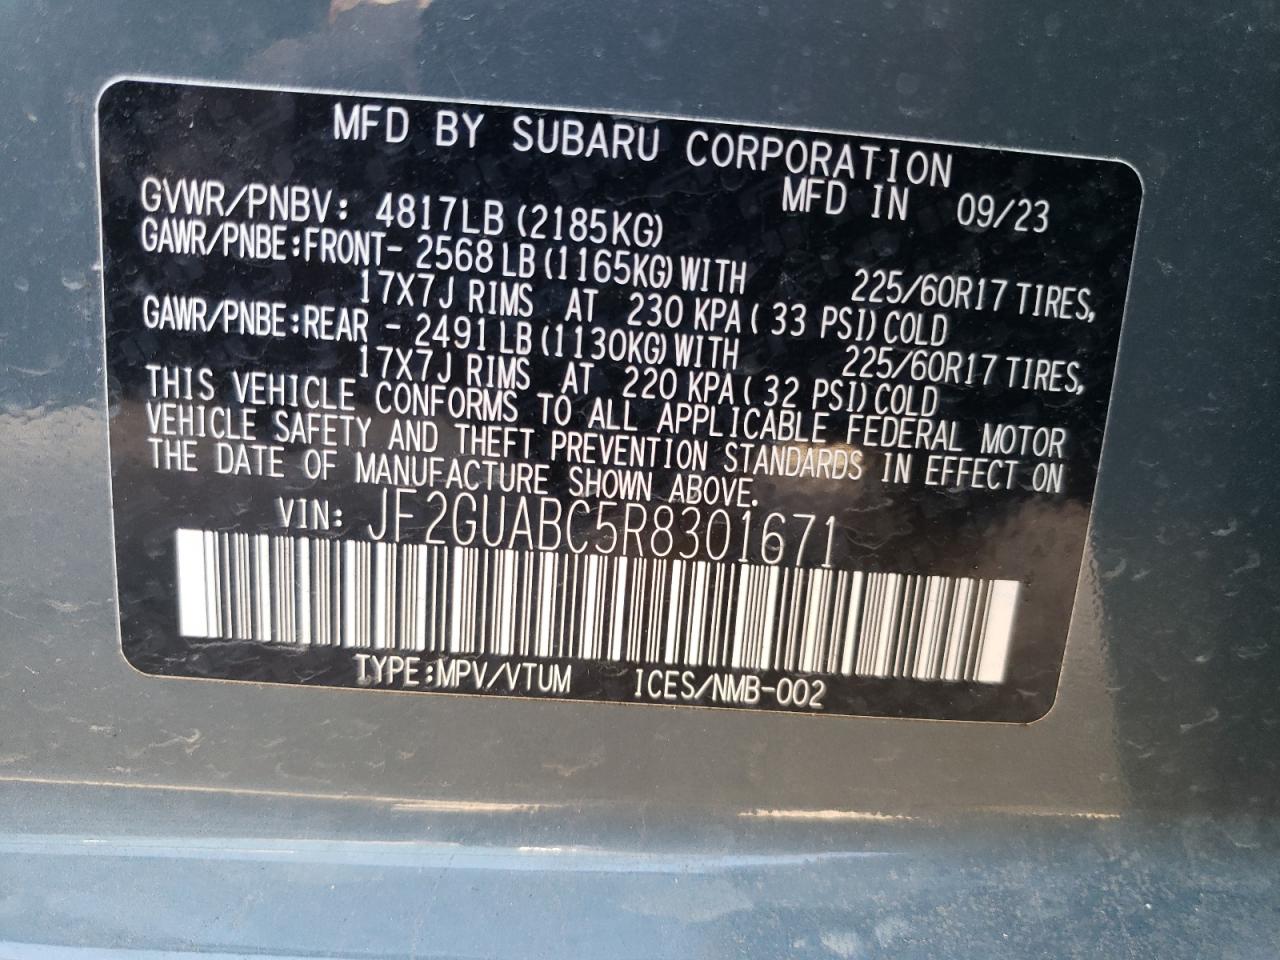 MFD BY SUBARU CORPORATION
MFD IN 09/23
GVWR/PNBV: 4817LB (2185KG)
GAWR/PNBE:FRONT- 2568 LB (1165KG) WITH 225/60R17 TIRES,
17X7J RIMS AT 230 KPA ( 33 PSI) COLD
GAWR/PNBE:REAR - 2491 LB (1130KG) WITH 225/60R17 TIRES,
17X7J RIMS AT 220 KPA ( 32 PSI) COLD
THIS VEHICLE CONFORMS TO ALL APPLICABLE FEDERAL MOTOR
VEHICLE SAFETY AND THEFT PREVENTION STANDARDS IN EFFECT ON
THE DATE OF MANUFACTURE SHOWN ABOVE.
VIN: JF2GUABC5R8301671
TYPE:MPV/VTUM ICES/NMB-002